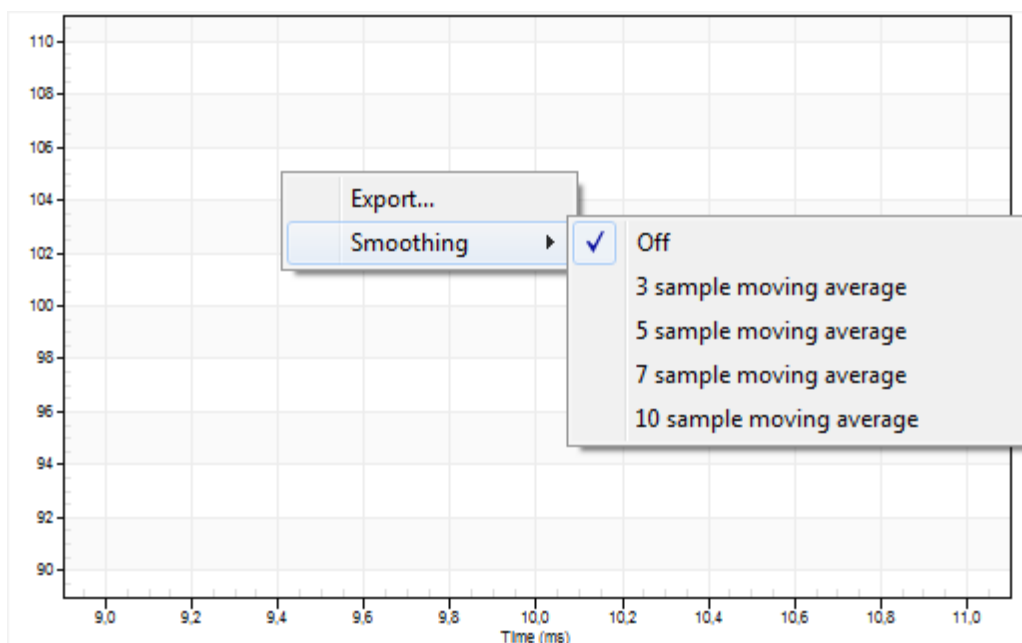 110
108
106
104
102
100
98
96
94
92
90
Export...
Smoothing
Off
3 sample moving average
5 sample moving average
7 sample moving average
10 sample moving average
9,0 9,2 9,4 9,6 9,8 10,0 10,2 10,4 10,6 10,8 11,0
Time (ms)